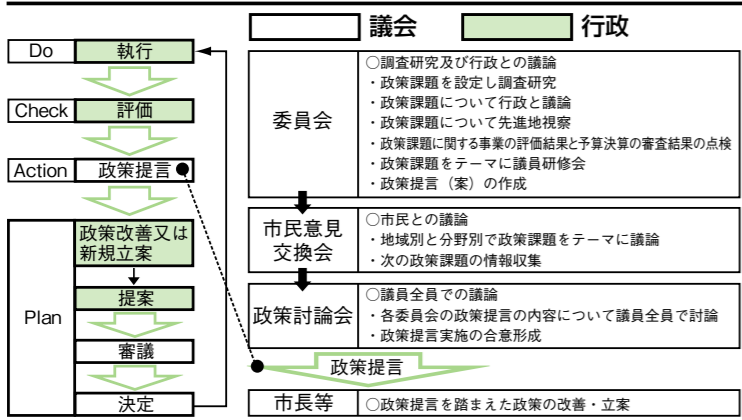 議会
行政
Do
執行
Check
評価
Action
政策提言
Plan
政策改善又は
新規立案
提案
審議
決定
委員会
○調査研究及び行政との議論
・政策課題を設定し調査研究
・政策課題について行政と議論
・政策課題について先進地視察
・政策課題に関する事業の評価結果と予算決算の審査結果の点検
・政策課題をテーマに議員研修会
・政策提言（案）の作成
市民意見
交換会
○市民との議論
・地域別と分野別で政策課題をテーマに議論
・次の政策課題の情報収集
政策討論会
○議員全員での議論
・各委員会の政策提言の内容について議員全員で討論
・政策提言実施の合意形成
政策提言
市長等
○政策提言を踏まえた政策の改善・立案